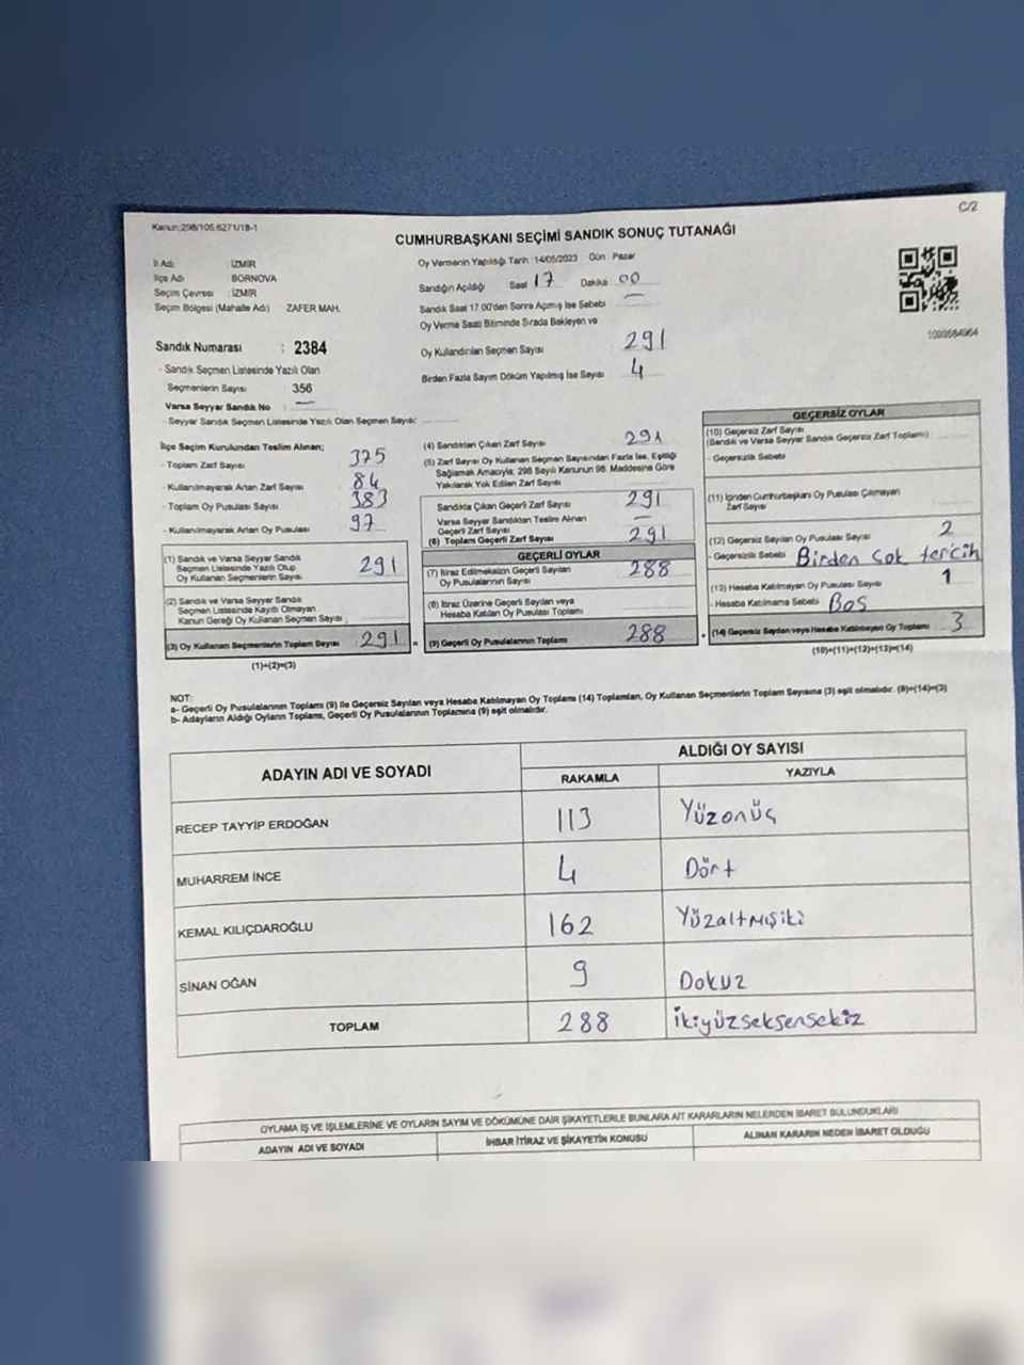 C/2
Kanun:298/105,6271/18-1
CUMHURBAŞKANI SEÇİMİ SANDIK SONUÇ TUTANAĞI
İl Adı : İZMİR
İlçe Adı : BORNOVA
Seçim Çevresi : İZMİR
Seçim Bölgesi (Mahalle Adı) ZAFER MAH.
Sandık Numarası : 2384
- Sandık Seçmen Listesinde Yazılı Olan
Seçmenlerin Sayısı : 356
Varsa Seyyar Sandık No : —
- Seyyar Sandık Seçmen Listesinde Yazılı Olan Seçmen Sayısı:
Oy Vermenin Yapıldığı Tarih : 14/05/2023 Gün : Pazar
Sandığın Açıldığı Saat 17 Dakika 00
Sandık Saat 17.00'den Sonra Açılmış İse Sebebi —
Oy Verme Saati Bitiminde Sırada Bekleyen ve
Oy Kullandırılan Seçmen Sayısı 291
Birden Fazla Sayım Döküm Yapılmış İse Sayısı 4
İlçe Seçim Kurulundan Teslim Alınan;
- Toplam Zarf Sayısı 375
- Kullanılmayarak Artan Zarf Sayısı 84
- Toplam Oy Pusulası Sayısı 383
- Kullanılmayarak Artan Oy Pusulası 97
(1) Sandık ve Varsa Seyyar Sandık
Seçmen Listesinde Yazılı Olup
Oy Kullanan Seçmenlerin Sayısı 291
(2) Sandık ve Varsa Seyyar Sandık
Seçmen Listesinde Kayıtlı Olmayan
Kanun Gereği Oy Kullanan Seçmen Sayısı
(3) Oy Kullanan Seçmenlerin Toplam Sayısı 291
(1)+(2)=(3)
(4) Sandıktan Çıkan Zarf Sayısı 291
(5) Zarf Sayısı Oy Kullanan Seçmen Sayısından Fazla İse, Eşitliği
Sağlamak Amacıyla; 298 Sayılı Kanunun 98. Maddesine Göre
Yakılarak Yok Edilen Zarf Sayısı
Sandıkta Çıkan Geçerli Zarf Sayısı 291
Varsa Seyyar Sandıktan Teslim Alınan
Geçerli Zarf Sayısı —
(6) Toplam Geçerli Zarf Sayısı 291
GEÇERLİ OYLAR
(7) İtiraz Edilmeksizin Geçerli Sayılan
Oy Pusulalarının Sayısı 288
(8) İtiraz Üzerine Geçerli Sayılan veya
Hesaba Katılan Oy Pusulası Toplamı
(9) Geçerli Oy Pusulalarının Toplamı 288
GEÇERSİZ OYLAR
(10) Geçersiz Zarf Sayısı
(Sandık ve Varsa Seyyar Sandık Geçersiz Zarf Toplamı)
- Geçersizlik Sebebi
(11) İçinden Cumhurbaşkanı Oy Pusulası Çıkmayan
Zarf Sayısı
(12) Geçersiz Sayılan Oy Pusulası Sayısı 2
- Geçersizlik Sebebi Birden çok tercih
(13) Hesaba Katılmayan Oy Pusulası Sayısı 1
- Hesaba Katılmama Sebebi Boş
(14) Geçersiz Sayılan veya Hesaba Katılmayan Oy Toplamı 3
(10)+(11)+(12)+(13)=(14)
NOT:
a- Geçerli Oy Pusulalarının Toplamı (9) ile Geçersiz Sayılan veya Hesaba Katılmayan Oy Toplamı (14) Toplamları, Oy Kullanan Seçmenlerin Toplam Sayısına (3) eşit olmalıdır. (9)+(14)=(3)
b- Adayların Aldığı Oyların Toplamı, Geçerli Oy Pusulalarının Toplamına (9) eşit olmalıdır.
ADAYIN ADI VE SOYADI ALDIĞI OY SAYISI
RAKAMLA YAZIYLA
RECEP TAYYİP ERDOĞAN 113 Yüzonüç
MUHARREM İNCE 4 Dört
KEMAL KILIÇDAROĞLU 162 Yüzaltmışiki
SİNAN OĞAN 9 Dokuz
TOPLAM 288 İkiyüzseksensekiz
OYLAMA İŞ VE İŞLEMLERİNE VE OYLARIN SAYIM VE DÖKÜMÜNE DAİR ŞİKAYETLERLE BUNLARA AİT KARARLARIN NELERDEN İBARET BULUNDUKLARI
ADAYIN ADI VE SOYADI İHBAR İTİRAZ VE ŞİKAYETİN KONUSU ALINAN KARARIN NEDEN İBARET OLDUĞU